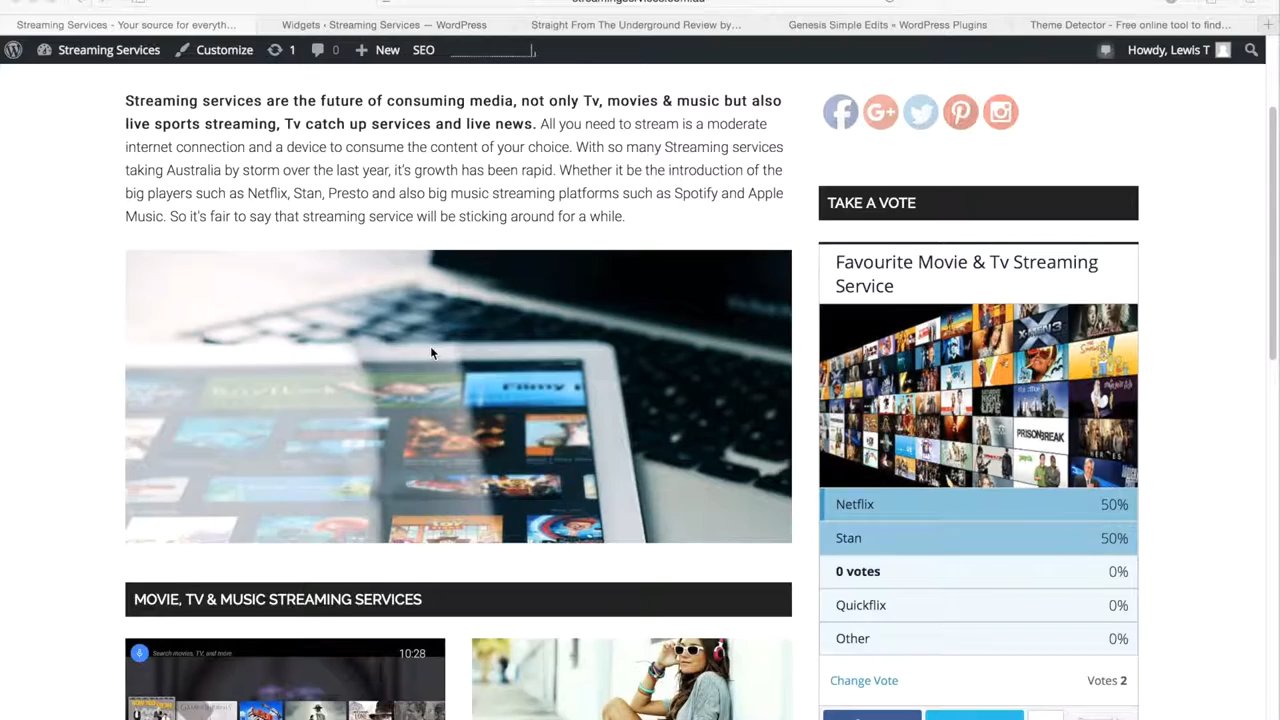 Streaming Services - Your source for everyth...
Widgets ‹ Streaming Services — WordPress
Straight From The Underground Review by...
Genesis Simple Edits » WordPress Plugins
Theme Detector - Free online tool to find...
Streaming Services
Customize
1
0
New
SEO
Howdy, Lewis T
Streaming services are the future of consuming media, not only Tv, movies & music but also
live sports streaming, Tv catch up services and live news. All you need to stream is a moderate
internet connection and a device to consume the content of your choice. With so many Streaming services
taking Australia by storm over the last year, it's growth has been rapid. Whether it be the introduction of the
big players such as Netflix, Stan, Presto and also big music streaming platforms such as Spotify and Apple
Music. So it's fair to say that streaming service will be sticking around for a while.
TAKE A VOTE
Favourite Movie & Tv Streaming
Service
X-MEN 3
PRISON BREAK
Netflix 50%
Stan 50%
0 votes 0%
Quickflix 0%
Other 0%
Change Vote
Votes 2
MOVIE, TV & MUSIC STREAMING SERVICES
Search movies, TV, and more
10:28